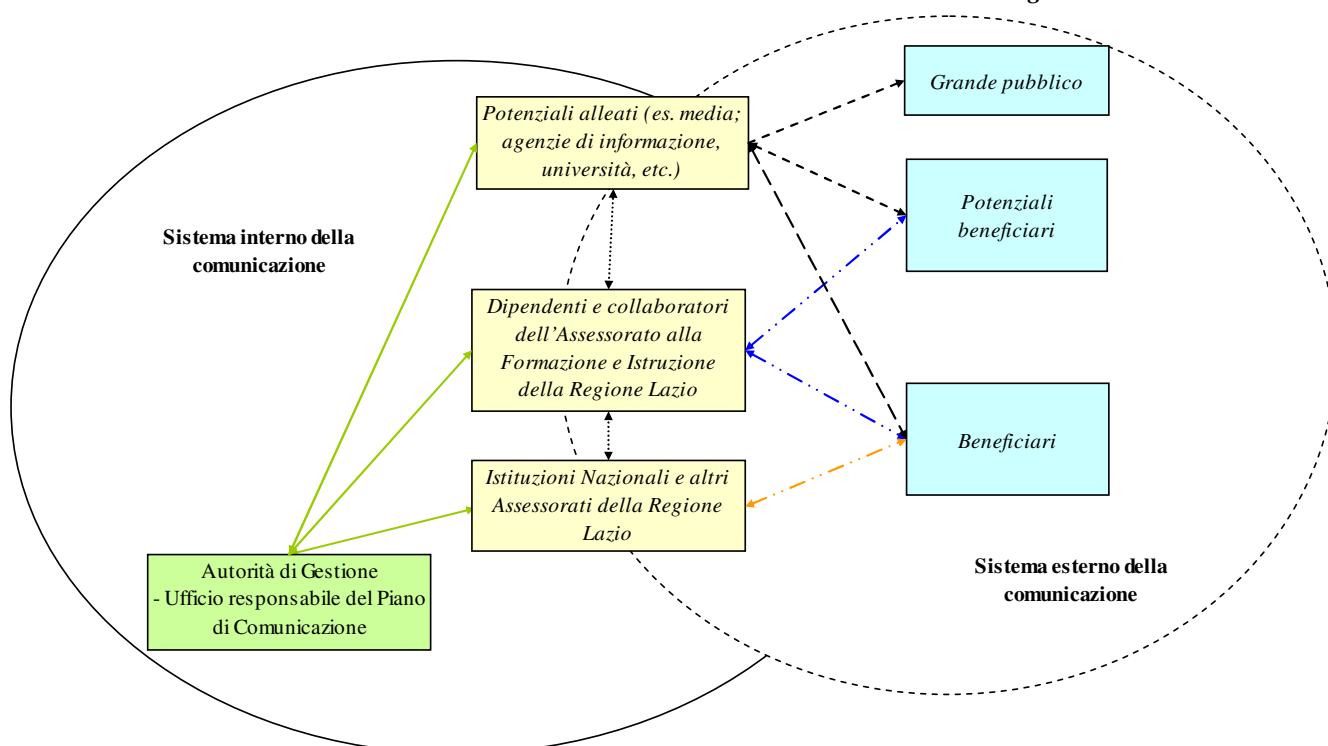 Grande pubblico
Potenziali alleati (es. media;
agenzie di informazione,
università, etc.)
Potenziali
beneficiari
Sistema interno della
comunicazione
Dipendenti e collaboratori
dell'Assessorato alla
Formazione e Istruzione
della Regione Lazio
Beneficiari
Istituzioni Nazionali e altri
Assessorati della Regione
Lazio
Sistema esterno della
comunicazione
Autorità di Gestione
- Ufficio responsabile del Piano
di Comunicazione